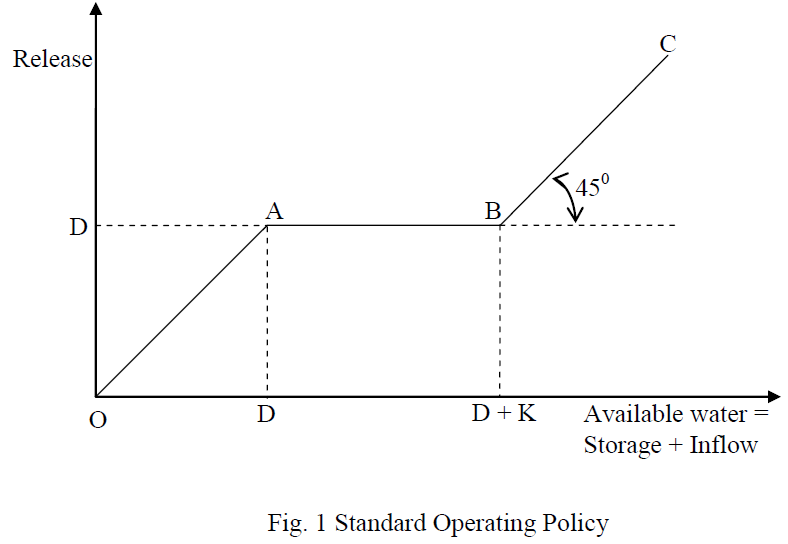 C
Release
45⁰
A
B
D
O
D
D + K
Available water =
Storage + Inflow
Fig. 1 Standard Operating Policy